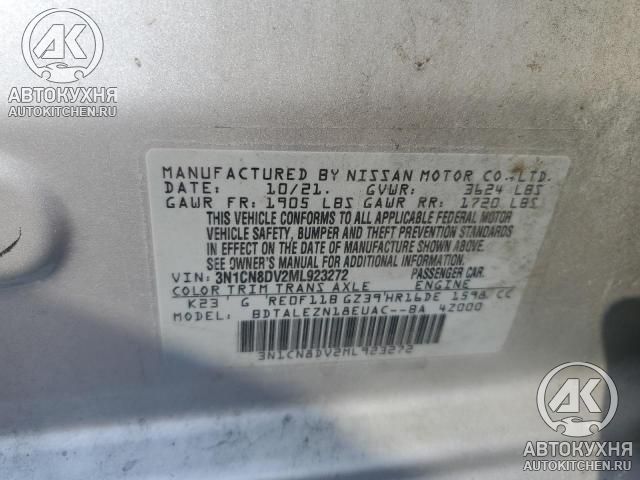 AK
АВТОКУХНЯ
AUTOKITCHEN.RU
MANUFACTURED BY NISSAN MOTOR CO.,LTD.
DATE: 10/21. GVWR: 3624 LBS
GAWR FR: 1905 LBS GAWR RR: 1720 LBS
THIS VEHICLE CONFORMS TO ALL APPLICABLE FEDERAL MOTOR
VEHICLE SAFETY, BUMPER AND THEFT PREVENTION STANDARDS
IN EFFECT ON THE DATE OF MANUFACTURE SHOWN ABOVE.
SEE OWNER'S MANUAL ON FINAL PAGE FOR ADDITIONAL INFORMATION.
VIN: 3N1CN8DV2ML923272 PASSENGER CAR
COLOR TRIM TRANS AXLE ENGINE
K23 G RE0F11B GZ39 HR16DE 1598 CC
MODEL: BDTALEZN18EUAC--BA 4Z000
3N1CN8DV2ML923272
AK
АВТОКУХНЯ
AUTOKITCHEN.RU